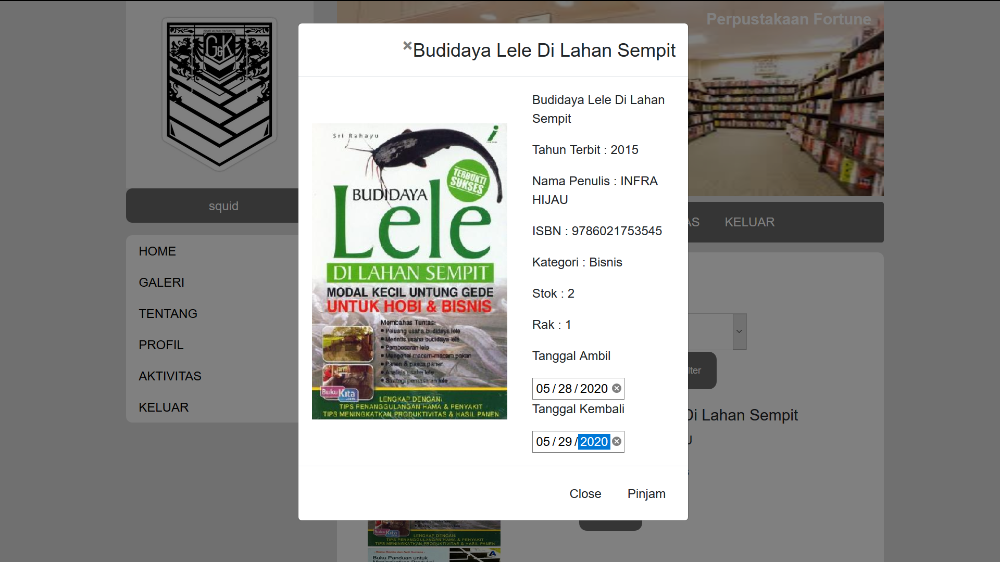 PRIVATE MILITARY CONTRACTOR
G&K
squid
HOME
GALERI
TENTANG
PROFIL
AKTIVITAS
KELUAR
Perpustakaan Fortune
AS
KELUAR
lter
Di Lahan Sempit
×Budidaya Lele Di Lahan Sempit
Sri Rahayu
TERBUKTI
SUKSES
BUDIDAYA
Lele
DI LAHAN SEMPIT
MODAL KECIL UNTUNG GEDE
UNTUK HOBI & BISNIS
Membahas Tuntas:
▪ Peluang usaha budidaya lele
▪ Merintis usaha budidaya lele
▪ Pembesaran lele
▪ Mengenal macam-macam pakan
▪ Panen & pasca panen
▪ Analisis usaha lele
▪ Strategi pemasaran lele
BukuKita
.com
LENGKAP DENGAN:
TIPS PENANGGULANGAN HAMA & PENYAKIT
TIPS MENINGKATKAN PRODUKTIVITAS & HASIL PANEN
Budidaya Lele Di Lahan
Sempit
Tahun Terbit : 2015
Nama Penulis : INFRA
HIJAU
ISBN : 9786021753545
Kategori : Bisnis
Stok : 2
Rak : 1
Tanggal Ambil
05/28/2020
Tanggal Kembali
05/29/2020
Close
Pinjam
BukuKita
LENGKAP DENGAN:
TIPS PENANGGULANGAN HAMA & PENYAKIT
TIPS MENINGKATKAN PRODUKTIVITAS & HASIL PANEN
Buku Panduan untuk